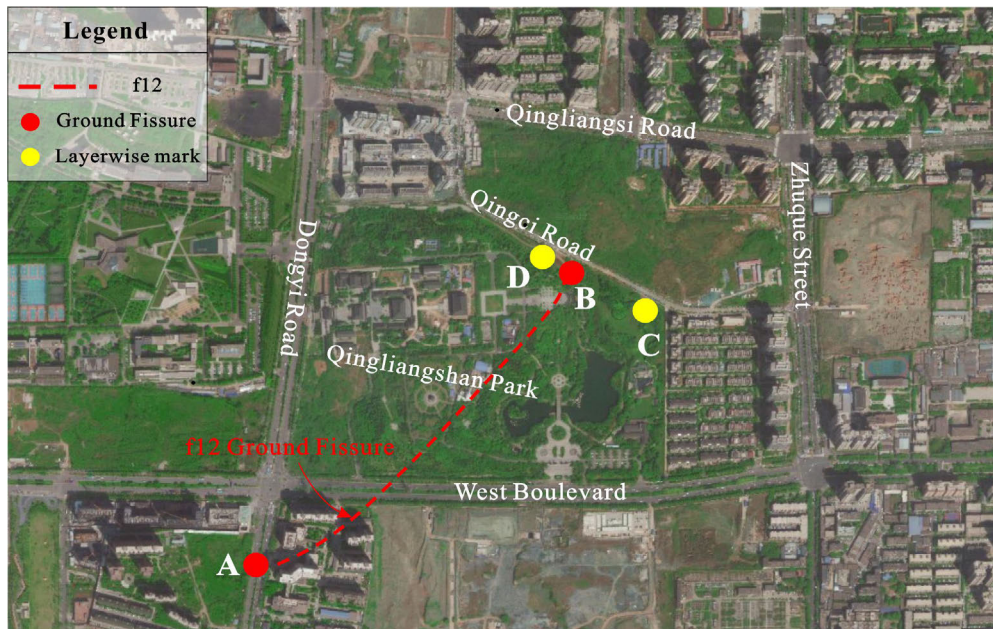 Legend
f12
Ground Fissure
Layerwise mark
Qingliangsi Road
Zhuque Street
Qingci Road
Dongyi Road
D
B
C
Qingliangshan Park
f12 Ground Fissure
West Boulevard
A